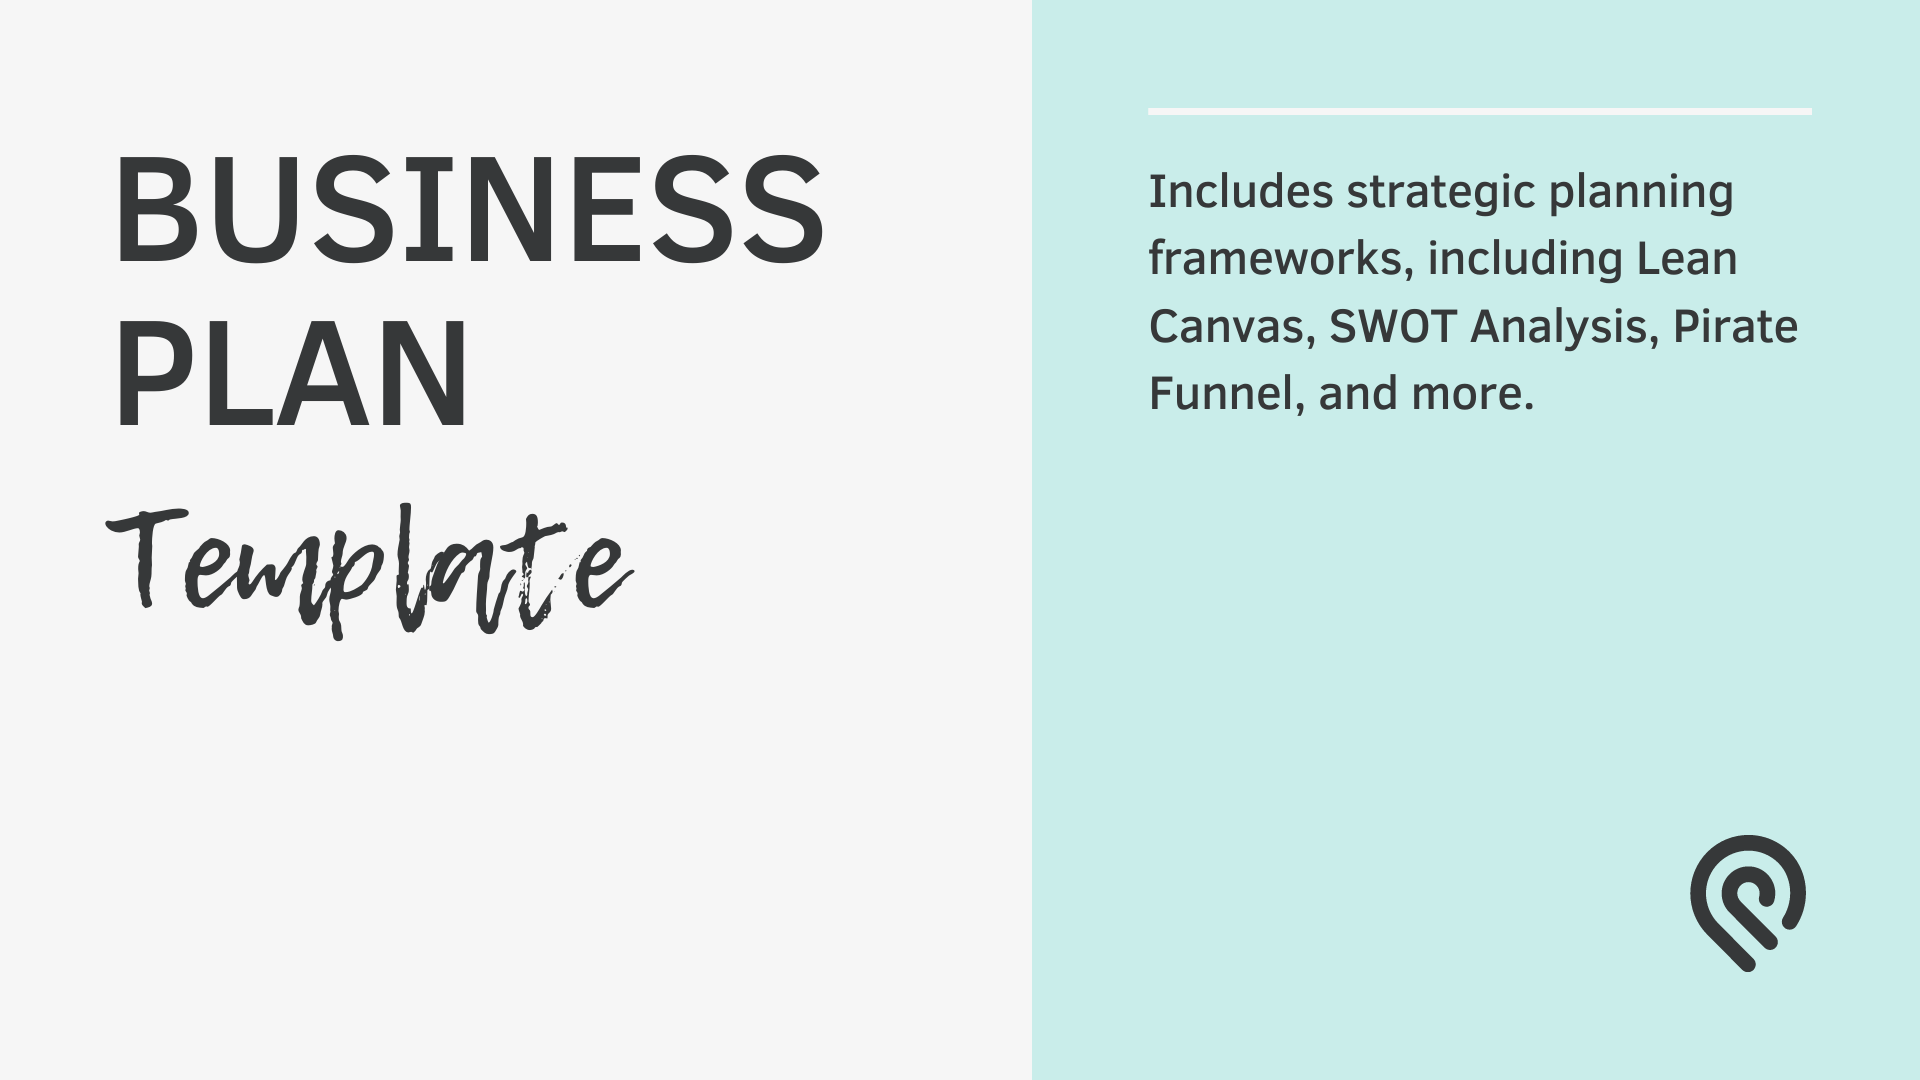 BUSINESS
PLAN
Template
Includes strategic planning
frameworks, including Lean
Canvas, SWOT Analysis, Pirate
Funnel, and more.